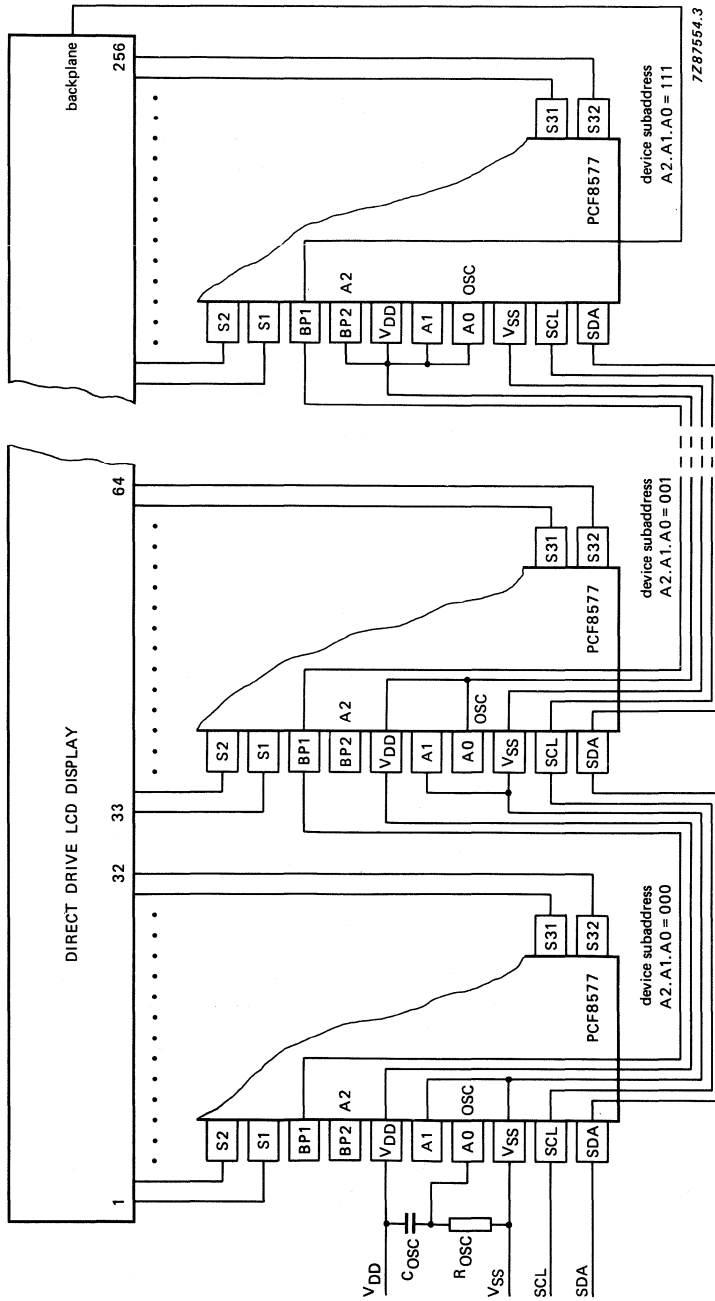 DIRECT DRIVE LCD DISPLAY
backplane
1
32
33
64
256
S2
S1
BP1
BP2
A2
VDD
A1
A0
OSC
VSS
SCL
SDA
S31
S32
PCF8577
device subaddress
A2.A1.A0 = 000
S2
S1
BP1
BP2
A2
VDD
A1
A0
OSC
VSS
SCL
SDA
S31
S32
PCF8577
device subaddress
A2.A1.A0 = 001
S2
S1
BP1
BP2
A2
VDD
A1
A0
OSC
VSS
SCL
SDA
S31
S32
PCF8577
device subaddress
A2.A1.A0 = 111
VDD
COSC
ROSC
VSS
SCL
SDA
7Z87554.3